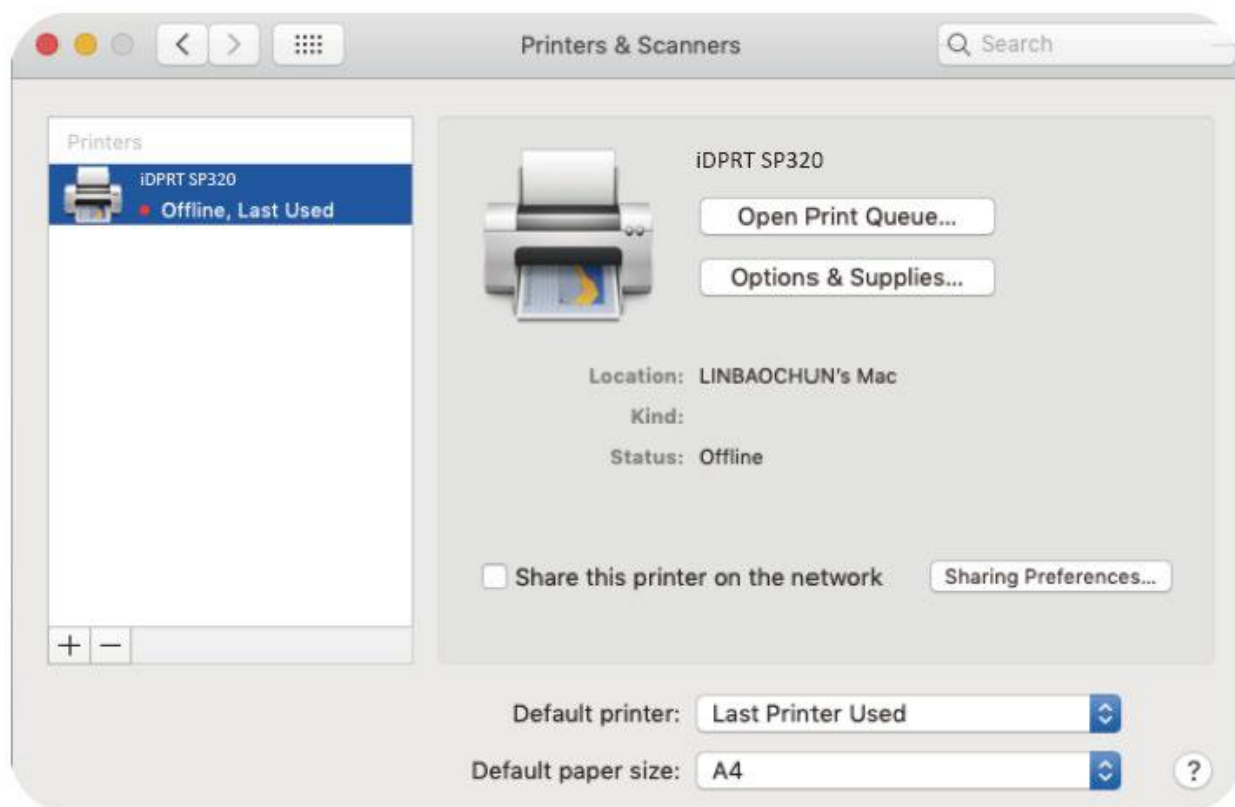 Printers & Scanners
Search
Printers
iDPRT SP320
Offline, Last Used
iDPRT SP320
Open Print Queue...
Options & Supplies...
Location: LINBAOCHUN's Mac
Kind:
Status: Offline
Share this printer on the network
Sharing Preferences...
+ −
Default printer: Last Printer Used
Default paper size: A4
?